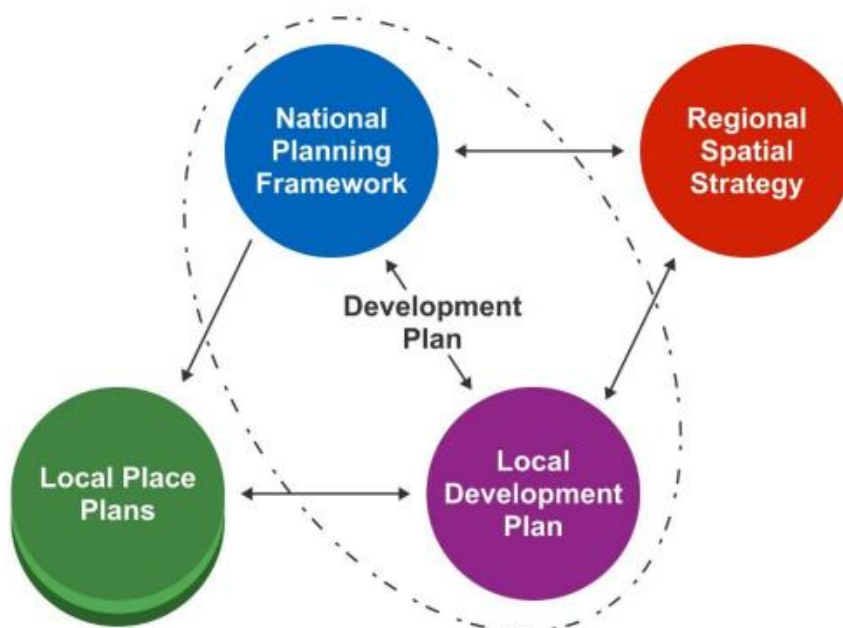 National
Planning
Framework
Regional
Spatial
Strategy
Development
Plan
Local Place
Plans
Local
Development
Plan